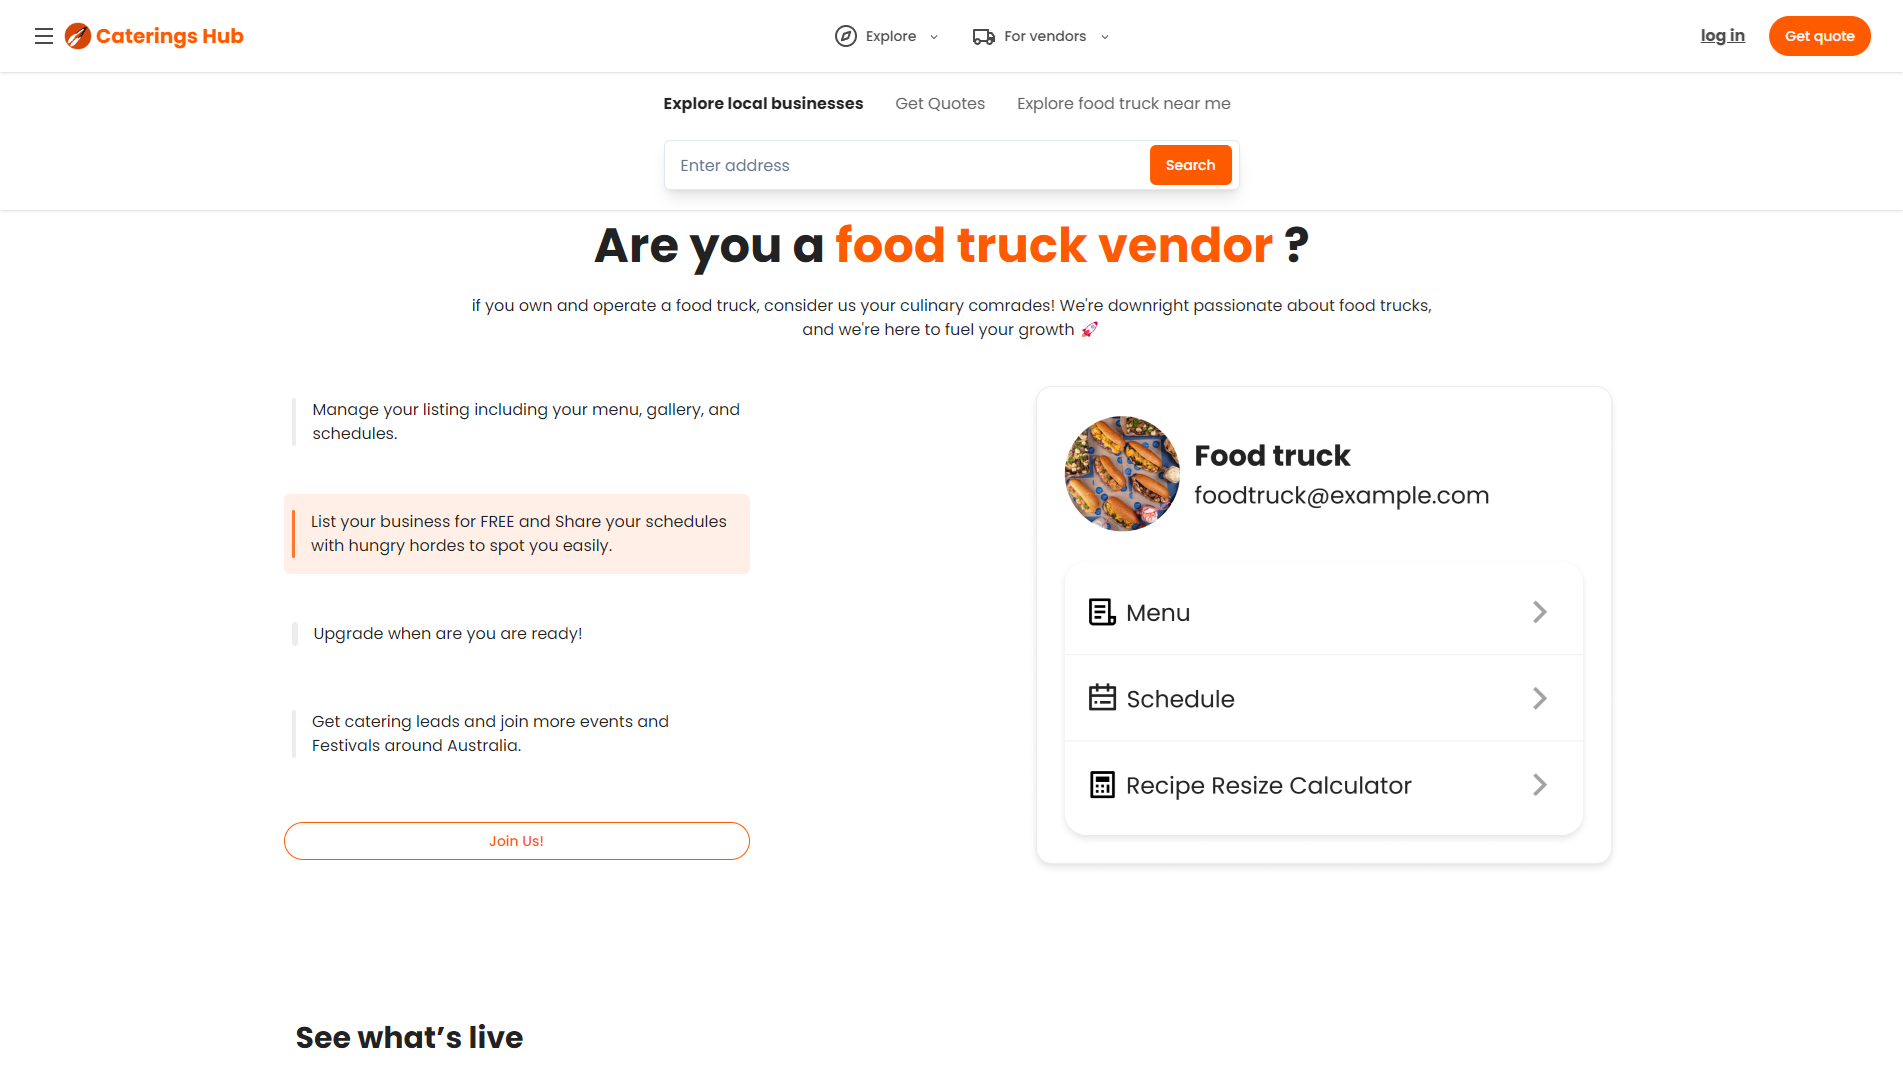 Caterings Hub
Explore
For vendors
log in
Get quote
Explore local businesses
Get Quotes
Explore food truck near me
Enter address
Search
Are you a food truck vendor ?
if you own and operate a food truck, consider us your culinary comrades! We're downright passionate about food trucks,
and we're here to fuel your growth 🚀
Manage your listing including your menu, gallery, and
schedules.
List your business for FREE and Share your schedules
with hungry hordes to spot you easily.
Upgrade when are you are ready!
Get catering leads and join more events and
Festivals around Australia.
Join Us!
Food truck
foodtruck@example.com
Menu
Schedule
Recipe Resize Calculator
See what’s live